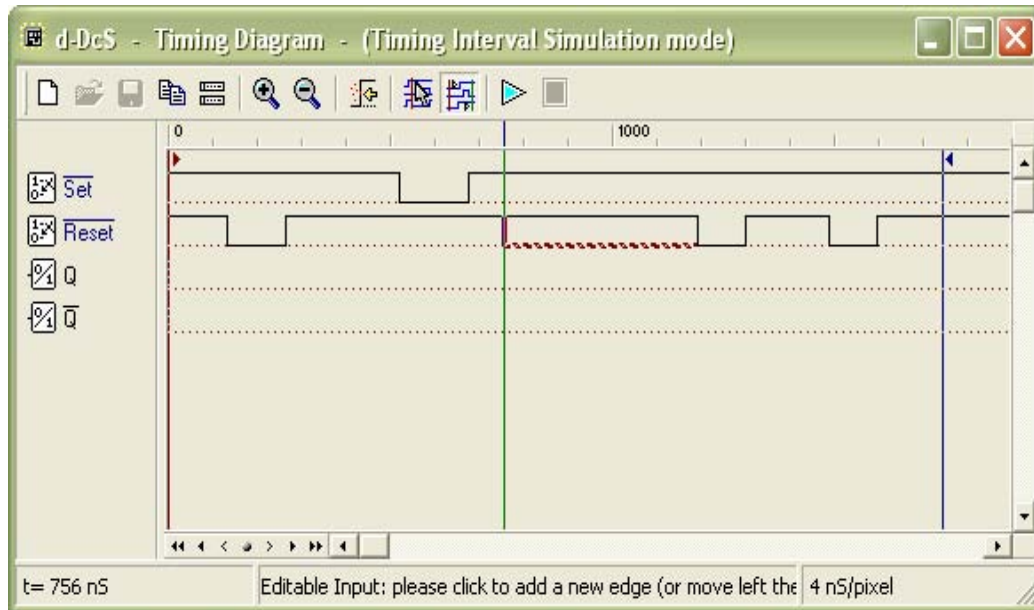 d-DcS - Timing Diagram - (Timing Interval Simulation mode)
0 1000
Set
Reset
Q
Q
t= 756 nS Editable Input: please click to add a new edge (or move left the 4 nS/pixel